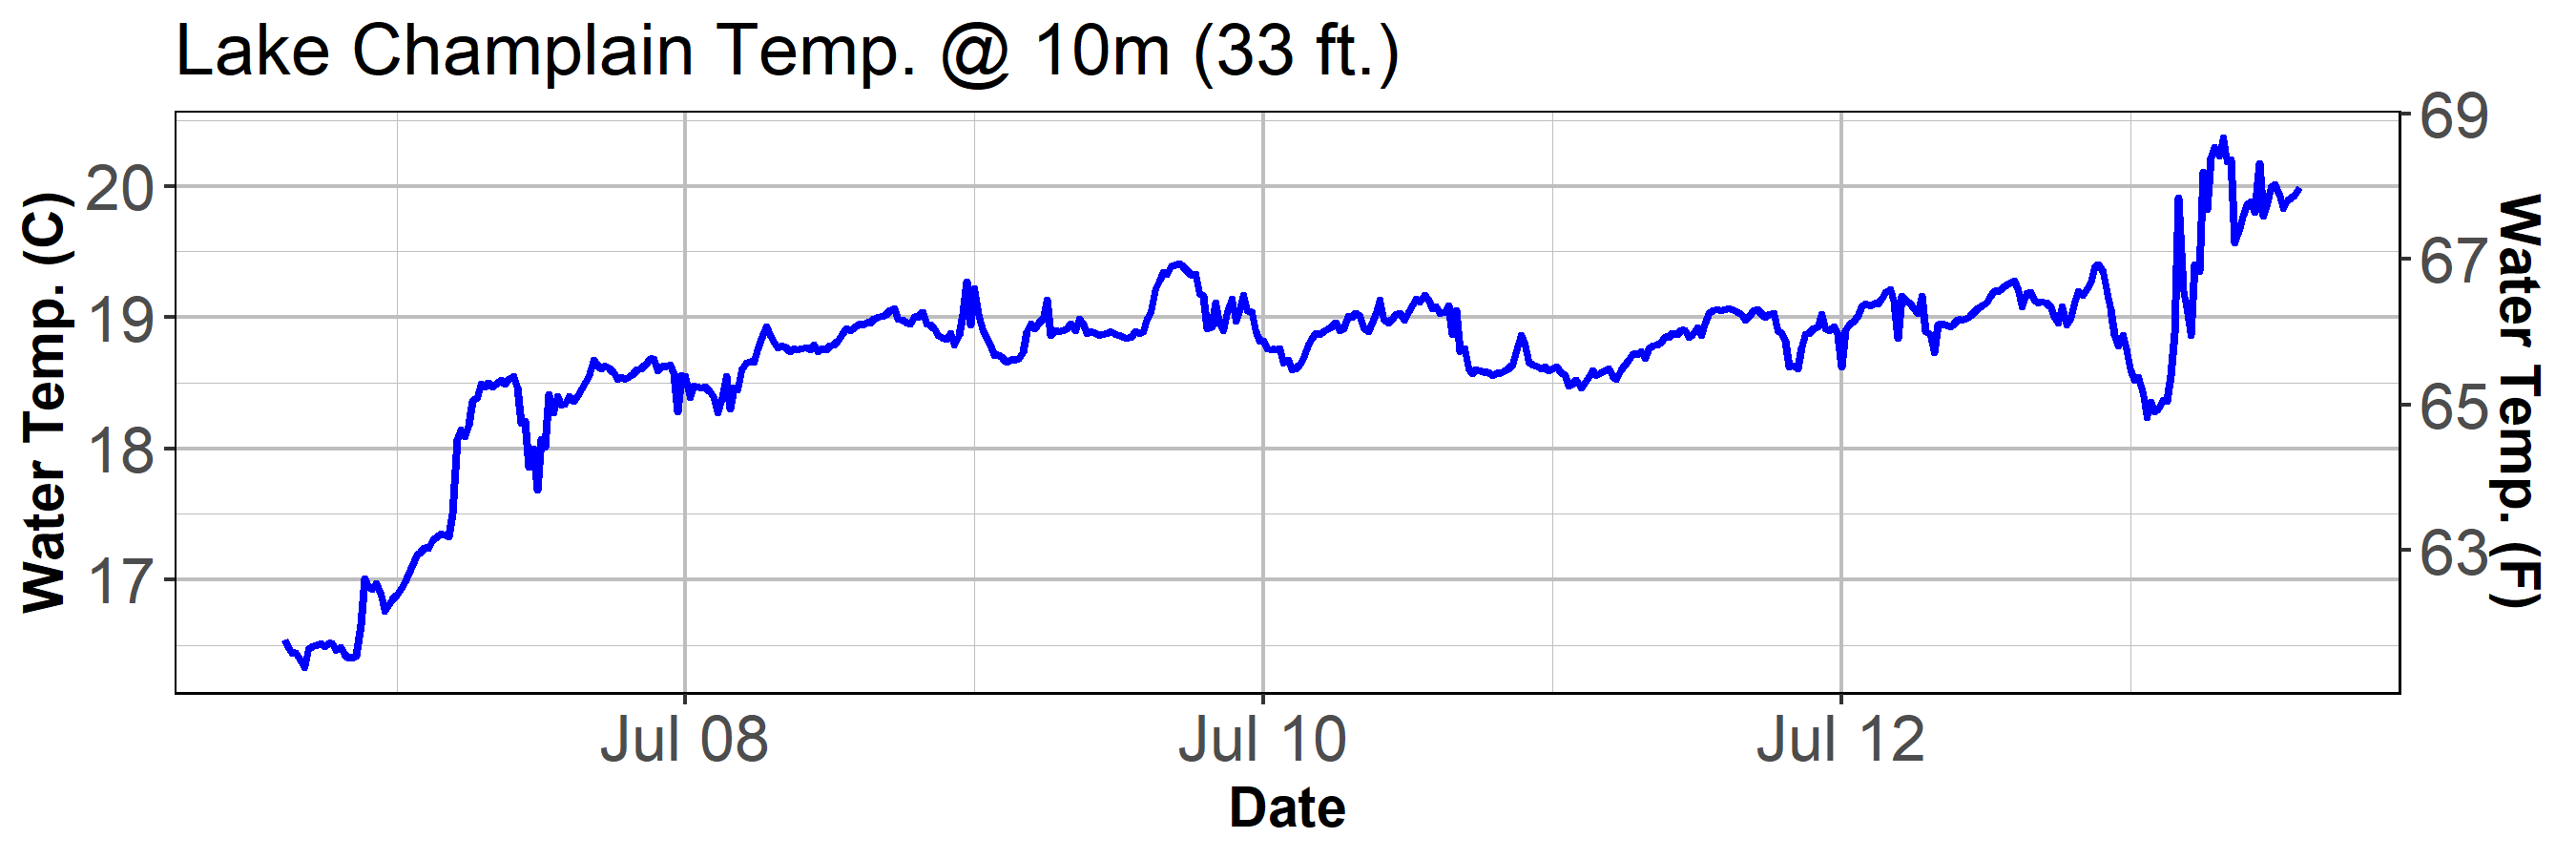 Lake Champlain Temp. @ 10m (33 ft.)
Water Temp. (C)
20
19
18
17
69
67
65
63
Water Temp. (F)
Jul 08 Jul 10 Jul 12
Date